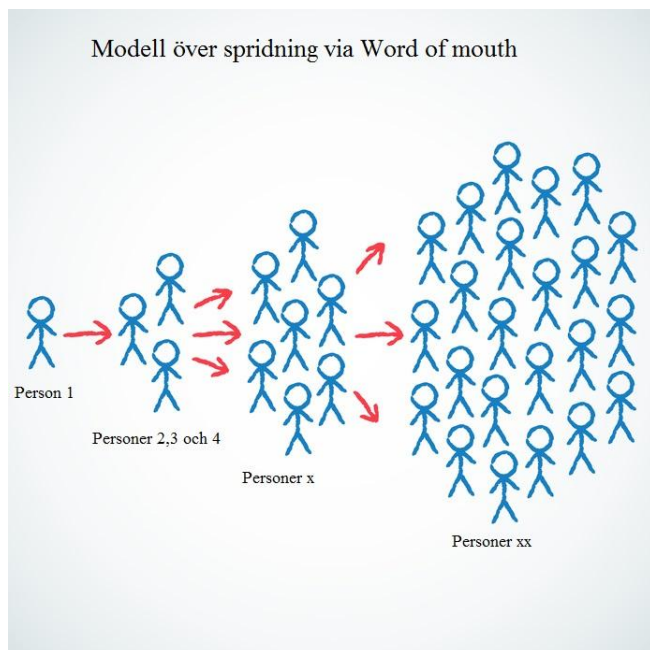 Modell över spridning via Word of mouth
Person 1
Personer 2,3 och 4
Personer x
Personer xx